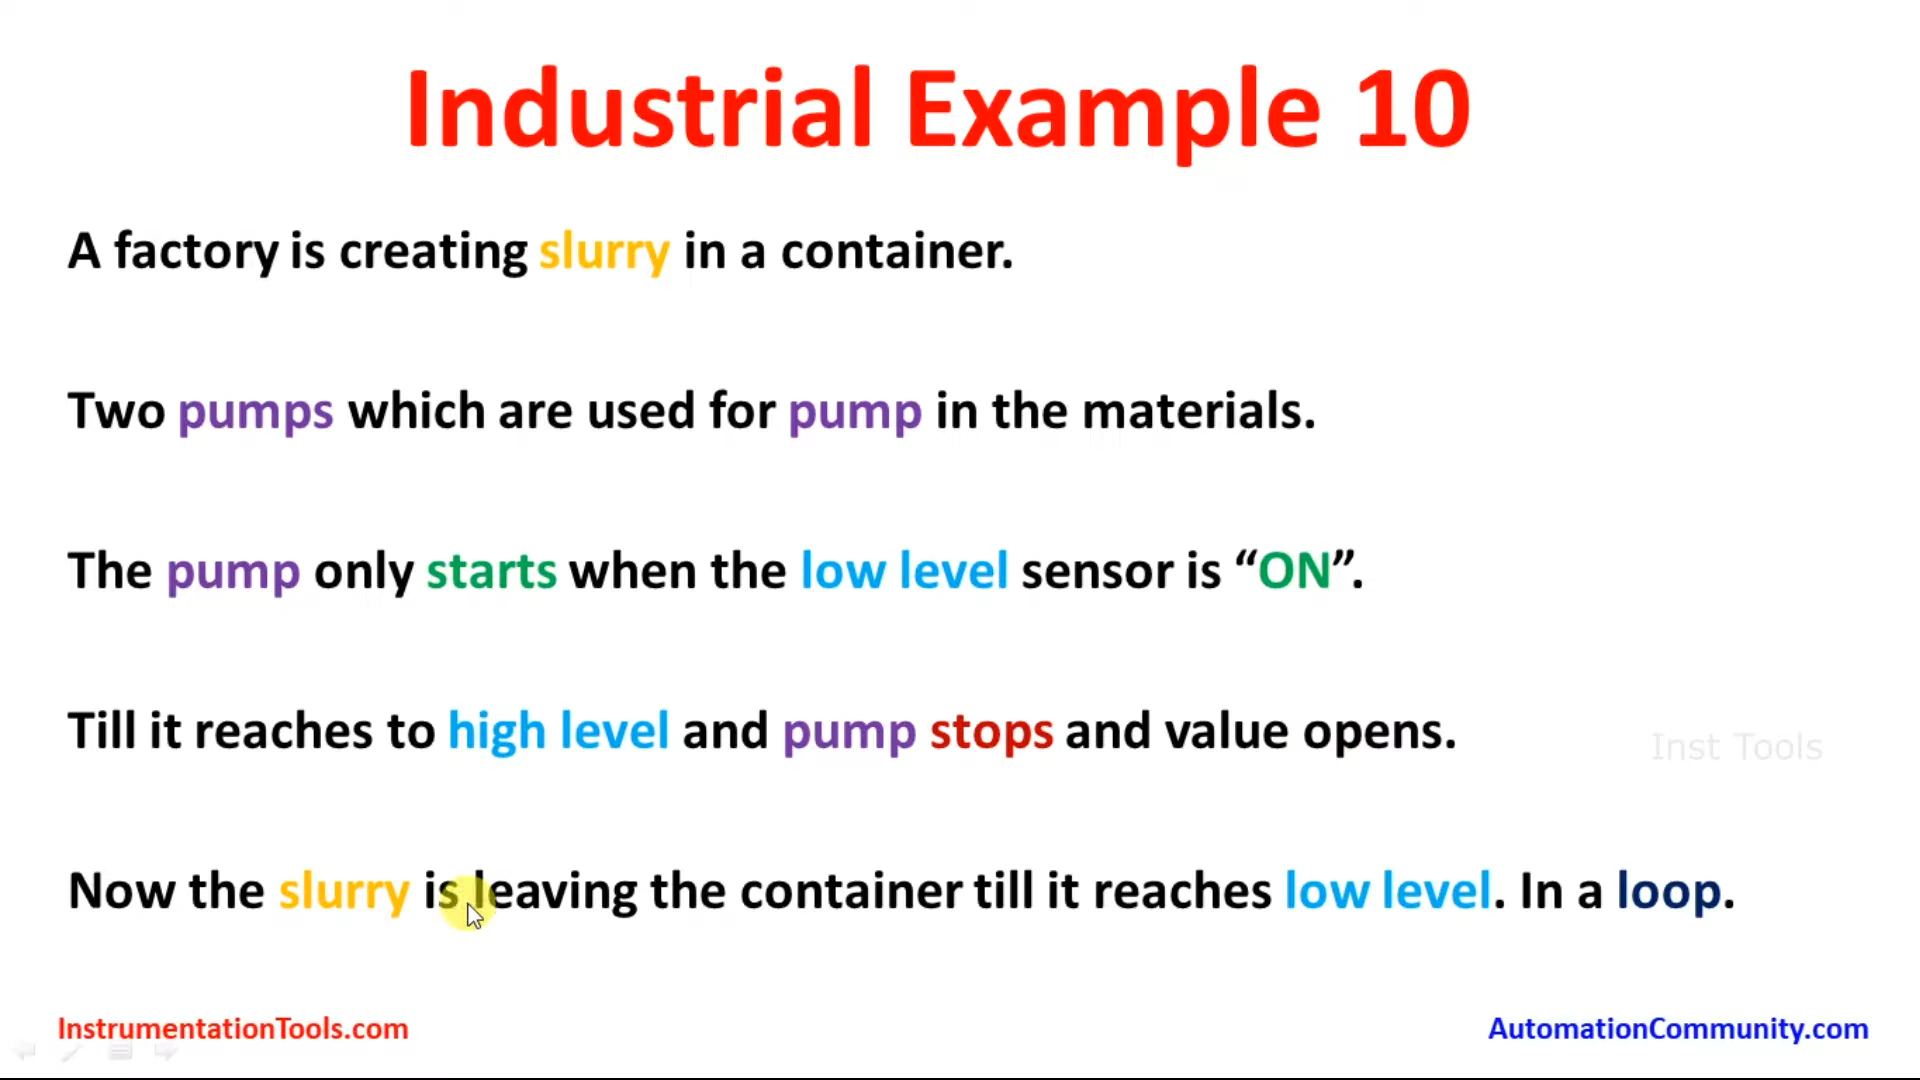 Industrial Example 10
A factory is creating slurry in a container.
Two pumps which are used for pump in the materials.
The pump only starts when the low level sensor is “ON”.
Till it reaches to high level and pump stops and value opens.
Inst Tools
Now the slurry is leaving the container till it reaches low level. In a loop.
InstrumentationTools.com
AutomationCommunity.com